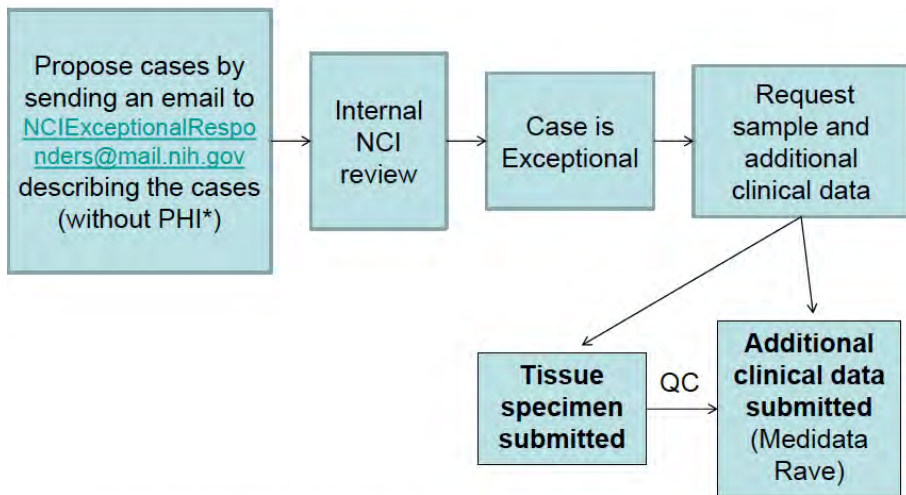 Propose cases by
sending an email to
NCIExceptionalRespo
nders@mail.nih.gov
describing the cases
(without PHI*)
Internal
NCI
review
Case is
Exceptional
Request
sample and
additional
clinical data
Tissue
specimen
submitted
QC
Additional
clinical data
submitted
(Medidata
Rave)